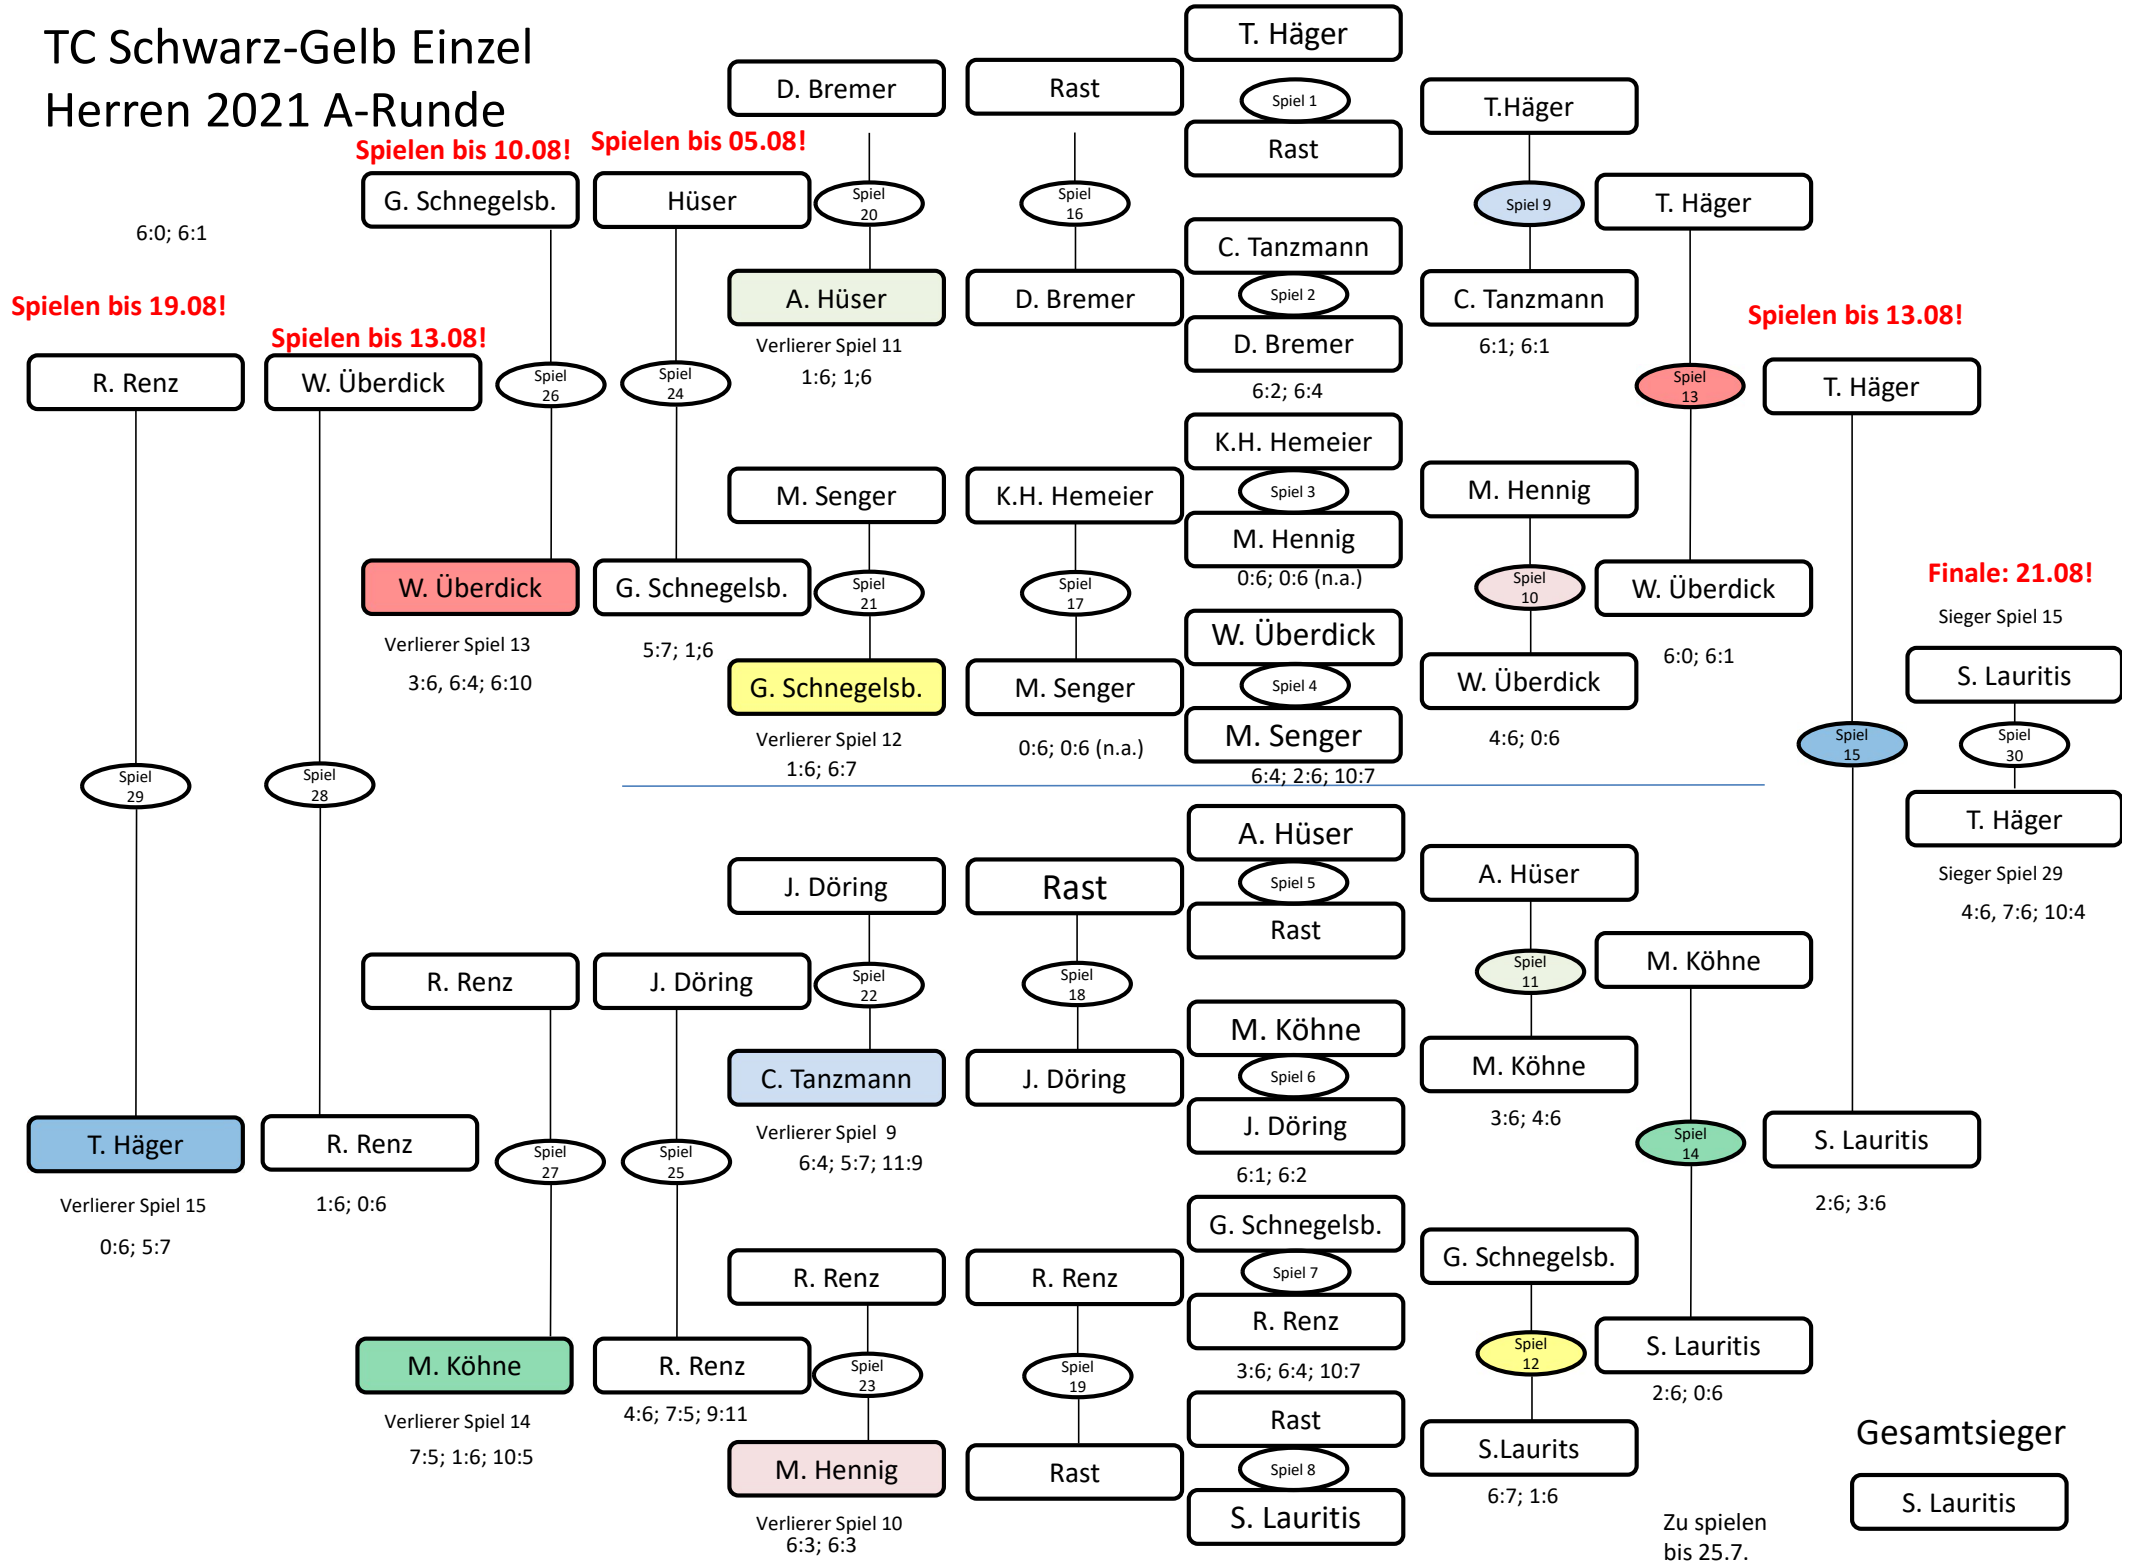 TC Schwarz-Gelb Einzel
Herren 2021 A-Runde
Spielen bis 19.08!
6:0; 6:1
R. Renz
Spiel
29
T. Häger
Verlierer Spiel 15
0:6; 5:7
Spielen bis 13.08!
W. Überdick
Spiel
28
R. Renz
1:6; 0:6
Spielen bis 10.08!
G. Schnegelsb.
Spiel
26
W. Überdick
Verlierer Spiel 13
3:6, 6:4; 6:10
R. Renz
Spiel
27
M. Köhne
Verlierer Spiel 14
7:5; 1:6; 10:5
Spielen bis 05.08!
Hüser
Spiel
24
G. Schnegelsb.
5:7; 1;6
J. Döring
Spiel
25
R. Renz
4:6; 7:5; 9:11
D. Bremer
Spiel
20
A. Hüser
Verlierer Spiel 11
1:6; 1;6
M. Senger
Spiel
21
G. Schnegelsb.
Verlierer Spiel 12
1:6; 6:7
J. Döring
Spiel
22
C. Tanzmann
Verlierer Spiel  9
6:4; 5:7; 11:9
R. Renz
Spiel
23
M. Hennig
Verlierer Spiel 10
6:3; 6:3
Rast
Spiel
16
D. Bremer
K.H. Hemeier
Spiel
17
M. Senger
0:6; 0:6 (n.a.)
Rast
Spiel
18
J. Döring
R. Renz
Spiel
19
Rast
T. Häger
Spiel 1
Rast
C. Tanzmann
Spiel 2
D. Bremer
6:2; 6:4
K.H. Hemeier
Spiel 3
M. Hennig
0:6; 0:6 (n.a.)
W. Überdick
Spiel 4
M. Senger
6:4; 2:6; 10:7
A. Hüser
Spiel 5
Rast
M. Köhne
Spiel 6
J. Döring
6:1; 6:2
G. Schnegelsb.
Spiel 7
R. Renz
3:6; 6:4; 10:7
Rast
Spiel 8
S. Lauritis
T.Häger
Spiel 9
C. Tanzmann
6:1; 6:1
M. Hennig
Spiel
10
W. Überdick
4:6; 0:6
A. Hüser
Spiel
11
M. Köhne
3:6; 4:6
G. Schnegelsb.
Spiel
12
S.Laurits
6:7; 1:6
T. Häger
Spiel
13
W. Überdick
6:0; 6:1
M. Köhne
Spiel
14
S. Lauritis
2:6; 0:6
Zu spielen
bis 25.7.
Spielen bis 13.08!
T. Häger
Spiel
15
S. Lauritis
2:6; 3:6
Finale: 21.08!
Sieger Spiel 15
S. Lauritis
Spiel
30
T. Häger
Sieger Spiel 29
4:6, 7:6; 10:4
Gesamtsieger
S. Lauritis